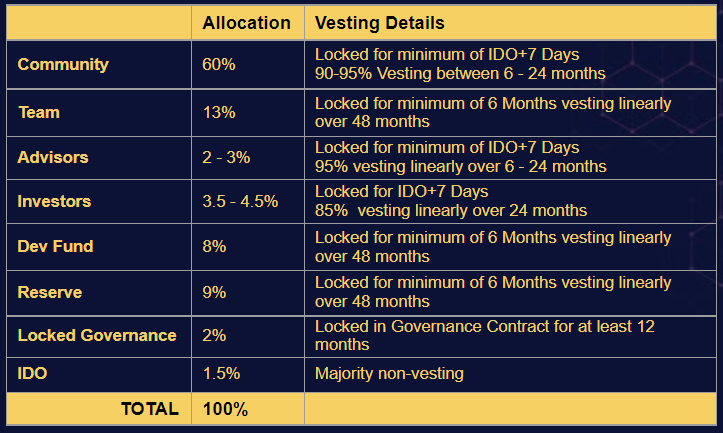 Allocation Vesting Details
Community 60% Locked for minimum of IDO+7 Days
90-95% Vesting between 6 - 24 months
Team 13% Locked for minimum of 6 Months vesting linearly
over 48 months
Advisors 2 - 3% Locked for minimum of IDO+7 Days
95% vesting linearly over 6 - 24 months
Investors 3.5 - 4.5% Locked for IDO+7 Days
85% vesting linearly over 24 months
Dev Fund 8% Locked for minimum of 6 Months vesting linearly
over 48 months
Reserve 9% Locked for minimum of 6 Months vesting linearly
over 48 months
Locked Governance 2% Locked in Governance Contract for at least 12
months
IDO 1.5% Majority non-vesting
TOTAL 100%